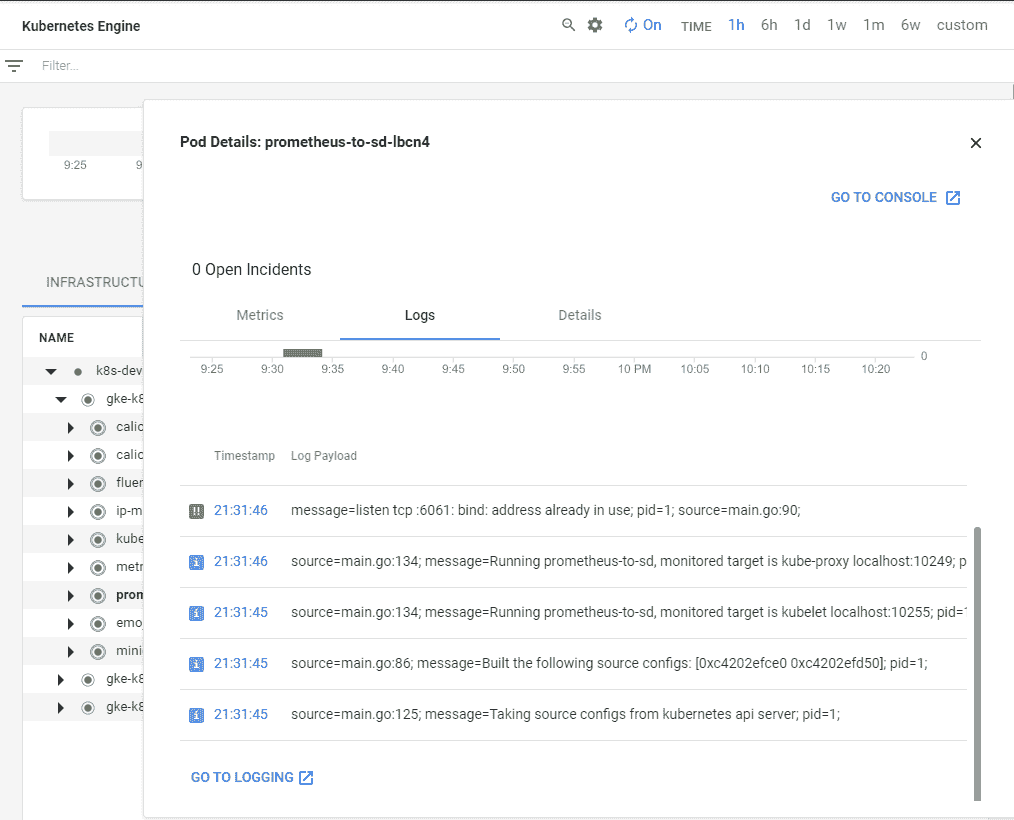 Kubernetes Engine
On TIME 1h 6h 1d 1w 1m 6w custom
Filter...
9:25 9
Pod Details: prometheus-to-sd-lbcn4
GO TO CONSOLE
0 Open Incidents
INFRASTRUCTU
Metrics Logs Details
NAME
0
9:25 9:30 9:35 9:40 9:45 9:50 9:55 10 PM 10:05 10:10 10:15 10:20
k8s-dev
gke-k8
calic
calic
fluer
ip-m
kube
metr
pron
emo
mini
gke-k8
gke-k8
Timestamp Log Payload
!! 21:31:46 message=listen tcp :6061: bind: address already in use; pid=1; source=main.go:90;
i 21:31:46 source=main.go:134; message=Running prometheus-to-sd, monitored target is kube-proxy localhost:10249; p
i 21:31:45 source=main.go:134; message=Running prometheus-to-sd, monitored target is kubelet localhost:10255; pid=1
i 21:31:45 source=main.go:86; message=Built the following source configs: [0xc4202efce0 0xc4202efd50]; pid=1;
i 21:31:45 source=main.go:125; message=Taking source configs from kubernetes api server; pid=1;
GO TO LOGGING